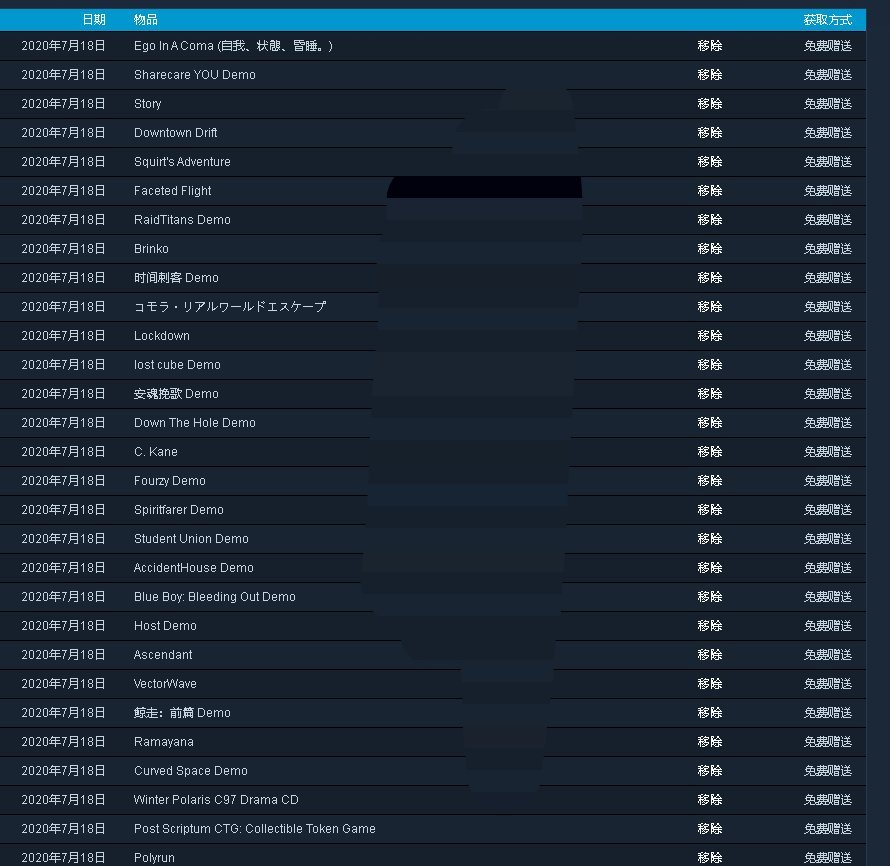 日期 物品 获取方式
2020年7月18日 Ego In A Coma (自我、状態、昏睡。) 移除 免费赠送
2020年7月18日 Sharecare YOU Demo 移除 免费赠送
2020年7月18日 Story 移除 免费赠送
2020年7月18日 Downtown Drift 移除 免费赠送
2020年7月18日 Squirt's Adventure 移除 免费赠送
2020年7月18日 Faceted Flight 移除 免费赠送
2020年7月18日 RaidTitans Demo 移除 免费赠送
2020年7月18日 Brinko 移除 免费赠送
2020年7月18日 时间刺客 Demo 移除 免费赠送
2020年7月18日 コモラ・リアルワールドエスケープ 移除 免费赠送
2020年7月18日 Lockdown 移除 免费赠送
2020年7月18日 lost cube Demo 移除 免费赠送
2020年7月18日 安魂挽歌 Demo 移除 免费赠送
2020年7月18日 Down The Hole Demo 移除 免费赠送
2020年7月18日 C. Kane 移除 免费赠送
2020年7月18日 Fourzy Demo 移除 免费赠送
2020年7月18日 Spiritfarer Demo 移除 免费赠送
2020年7月18日 Student Union Demo 移除 免费赠送
2020年7月18日 AccidentHouse Demo 移除 免费赠送
2020年7月18日 Blue Boy: Bleeding Out Demo 移除 免费赠送
2020年7月18日 Host Demo 移除 免费赠送
2020年7月18日 Ascendant 移除 免费赠送
2020年7月18日 VectorWave 移除 免费赠送
2020年7月18日 鲸走：前篇 Demo 移除 免费赠送
2020年7月18日 Ramayana 移除 免费赠送
2020年7月18日 Curved Space Demo 移除 免费赠送
2020年7月18日 Winter Polaris C97 Drama CD 移除 免费赠送
2020年7月18日 Post Scriptum CTG: Collectible Token Game 移除 免费赠送
2020年7月18日 Polyrun 移除 免费赠送